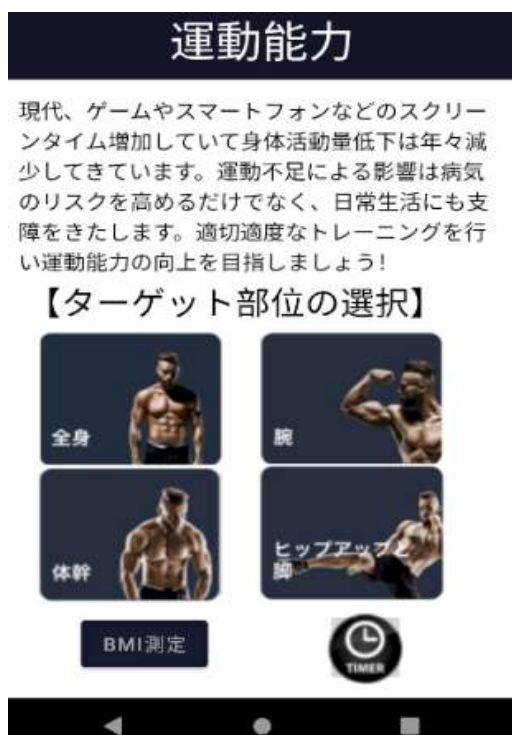 運動能力
現代、ゲームやスマートフォンなどのスクリー
ンタイム増加していて身体活動量低下は年々減
少してきています。運動不足による影響は病気
のリスクを高めるだけでなく、日常生活にも支
障をきたします。適切適度なトレーニングを行
い運動能力の向上を目指しましょう!
【ターゲット部位の選択】
全身
腕
体幹
ヒップアップと
脚
BMI測定
TIMER